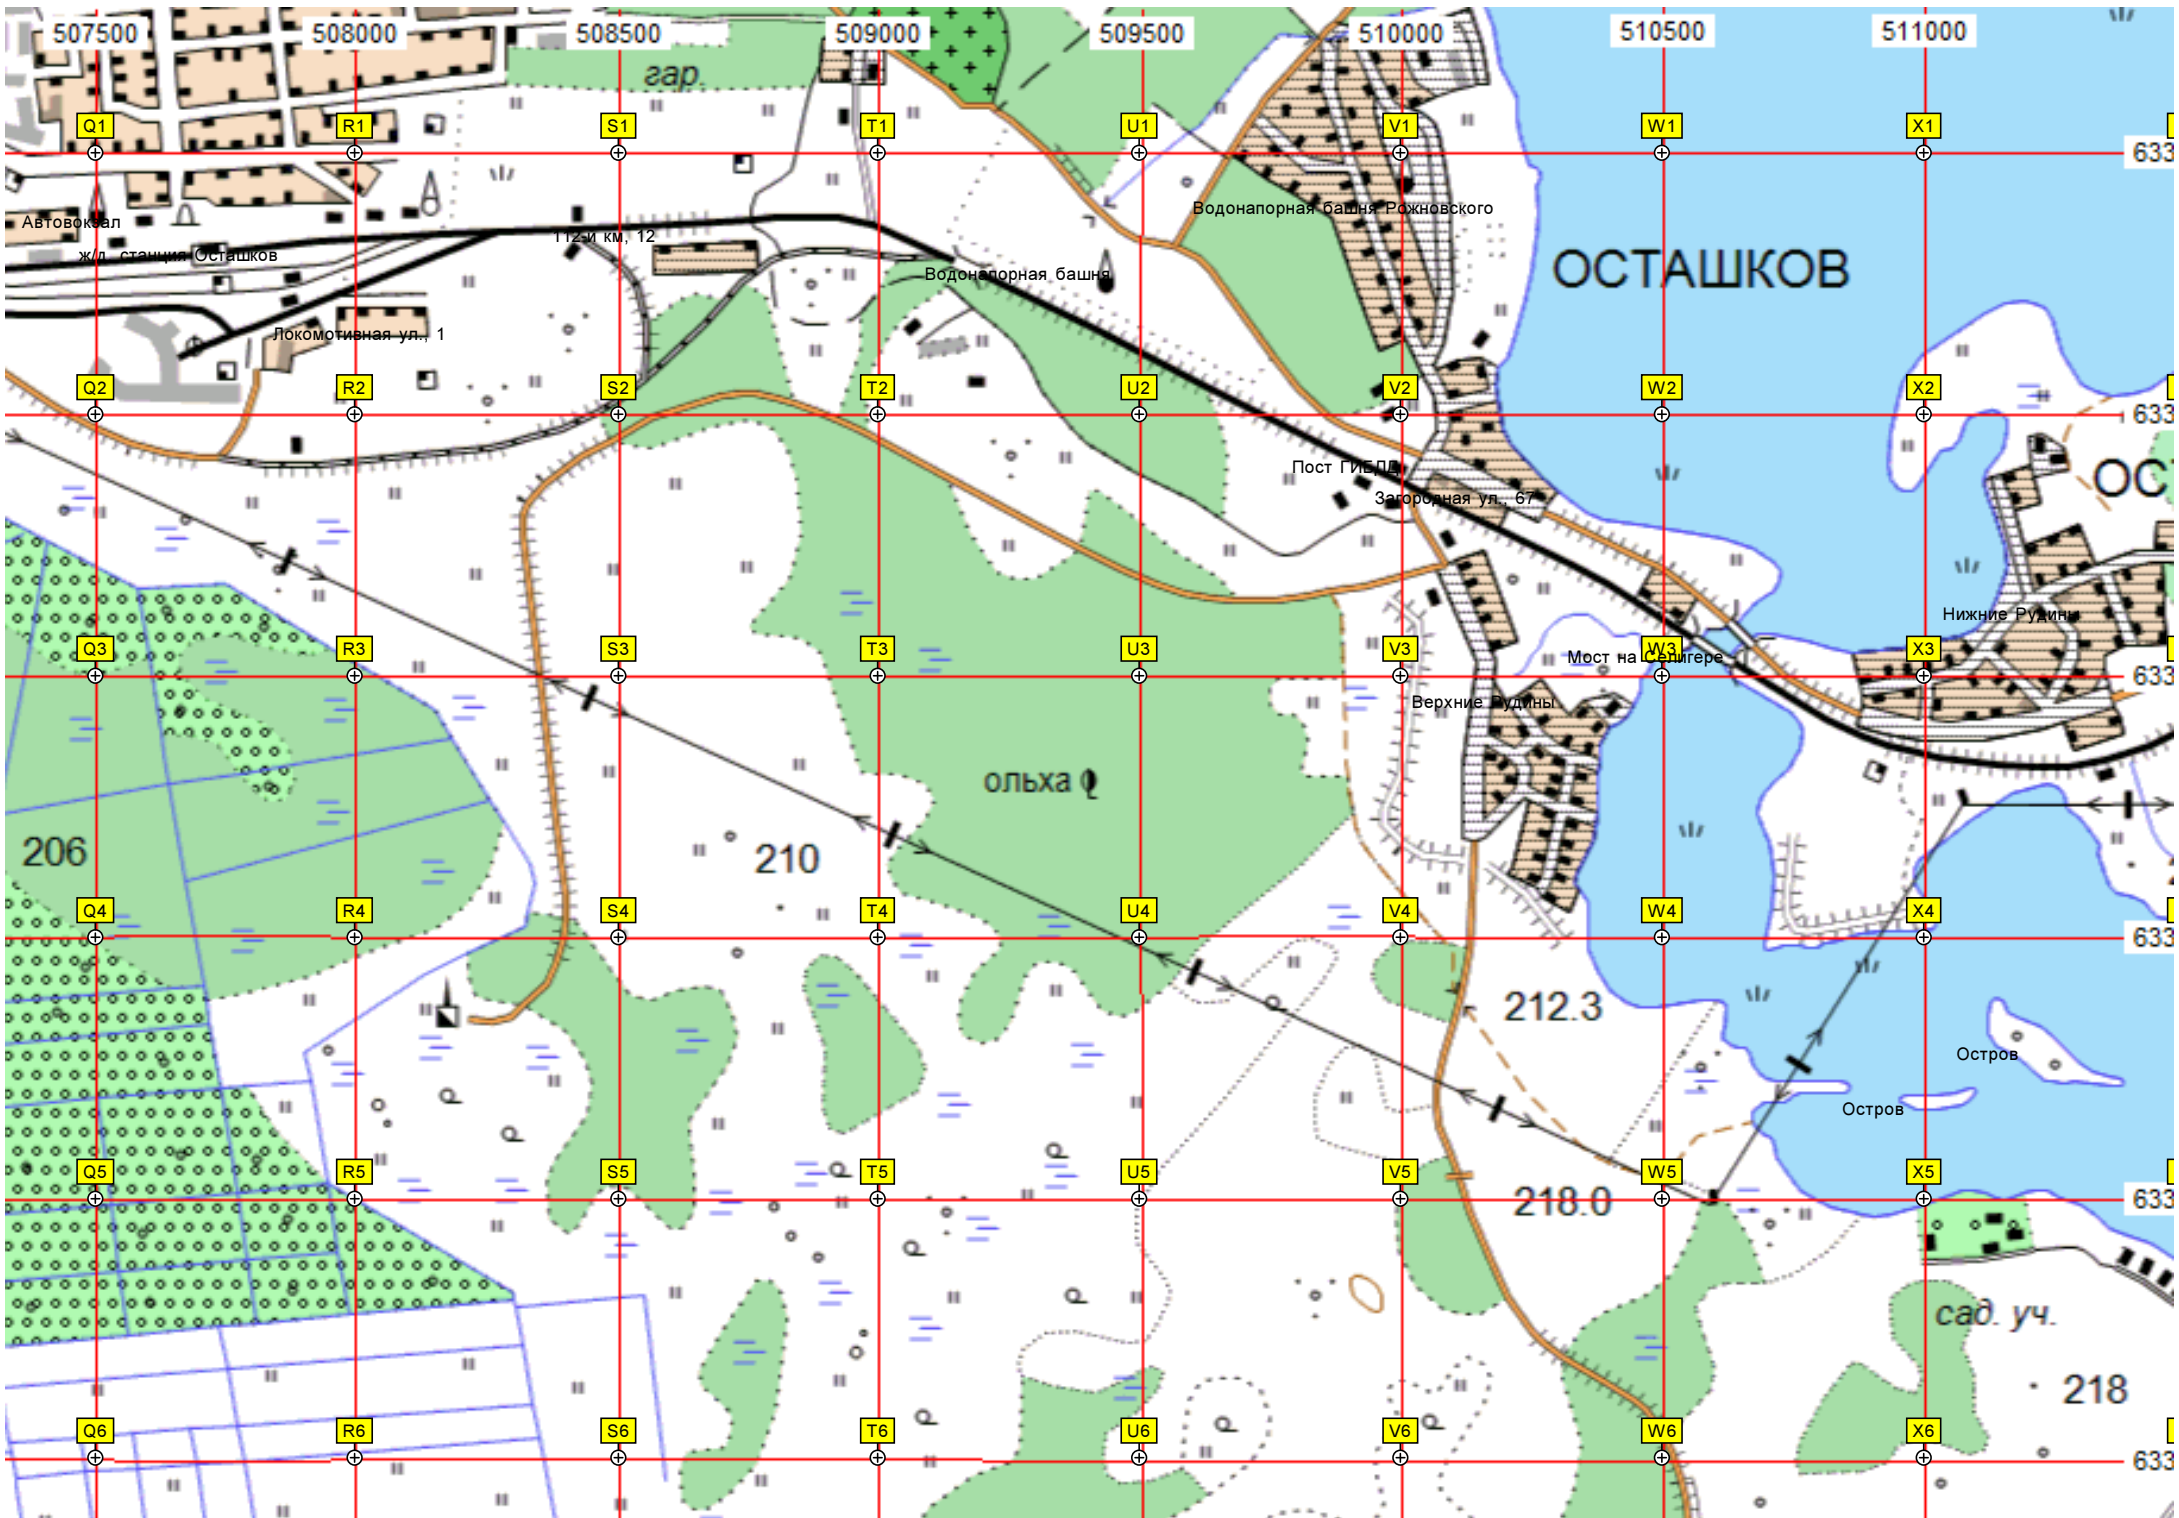 507500 508000 508500 509000 509500 510000 510500 511000
гар.
Q1 R1 S1 T1 U1 V1 W1 X1
633
Водонапорная башня Рожновского
Автовокзал
112-й км, 12
ж/д. станция Осташков
ОСТАШКОВ
Водонапорная башня
Локомотивная ул., 1
Q2 R2 S2 T2 U2 V2 W2 X2
633
Пост ГИБДД
ОС
Загородная ул., 67
Нижние Рудины
Q3 R3 S3 T3 U3 V3 W3 X3
Мост на Селигере
633
Верхние Рудины
ольха
206
210
Q4 R4 S4 T4 U4 V4 W4 X4
633
212.3
Остров
Остров
Q5 R5 S5 T5 U5 V5 W5 X5
218.0
633
сад. уч.
218
Q6 R6 S6 T6 U6 V6 W6 X6
633